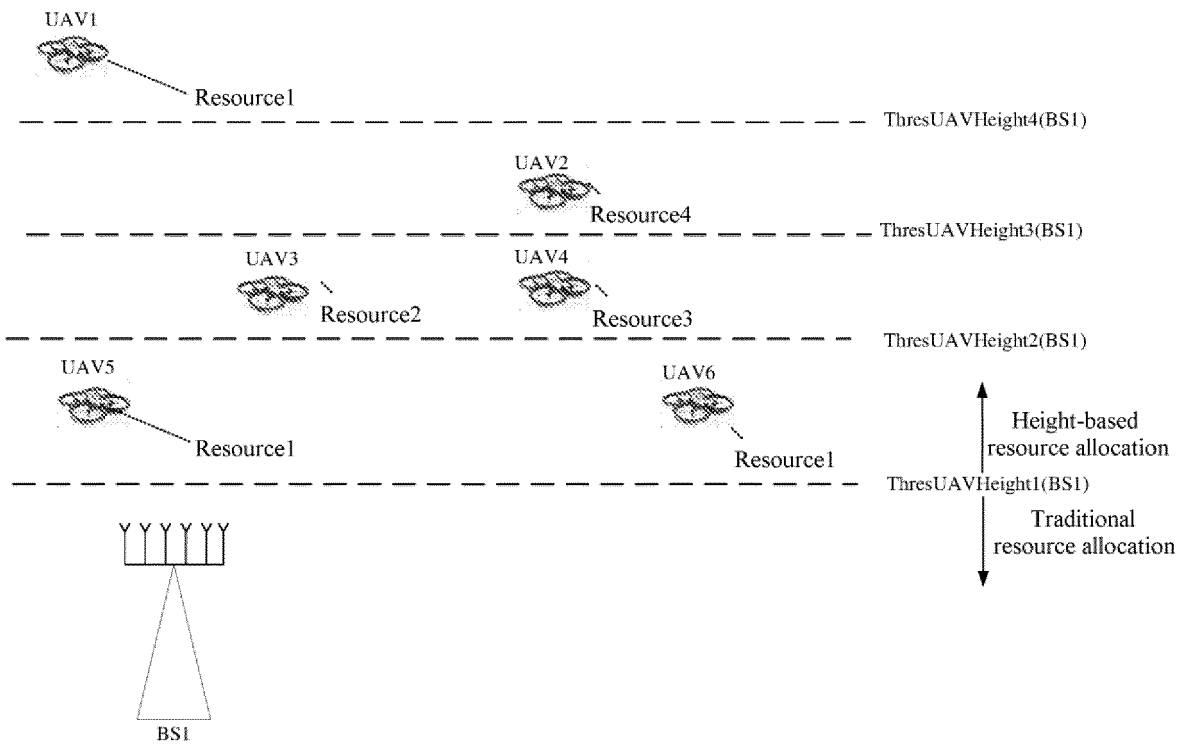 UAV1
Resource1
ThresUAVHeight4(BS1)
UAV2
Resource4
ThresUAVHeight3(BS1)
UAV3
UAV4
Resource2
Resource3
ThresUAVHeight2(BS1)
UAV5
UAV6
Resource1
Resource1
Height-based
resource allocation
ThresUAVHeight1(BS1)
Traditional
resource allocation
BS1